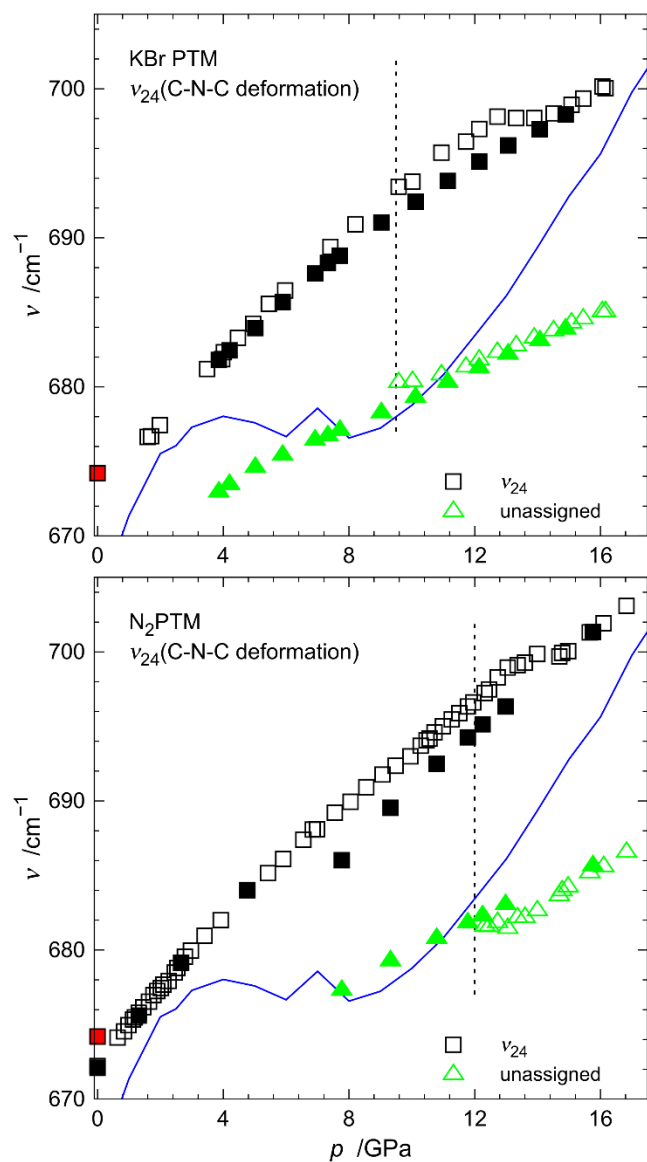 KBr PTM
ν₂₄(C-N-C deformation)
700
690
680
670
ν /cm⁻¹
ν₂₄
unassigned
0 4 8 12 16
N₂PTM
ν₂₄(C-N-C deformation)
700
690
680
670
ν /cm⁻¹
ν₂₄
unassigned
0 4 8 12 16
p /GPa